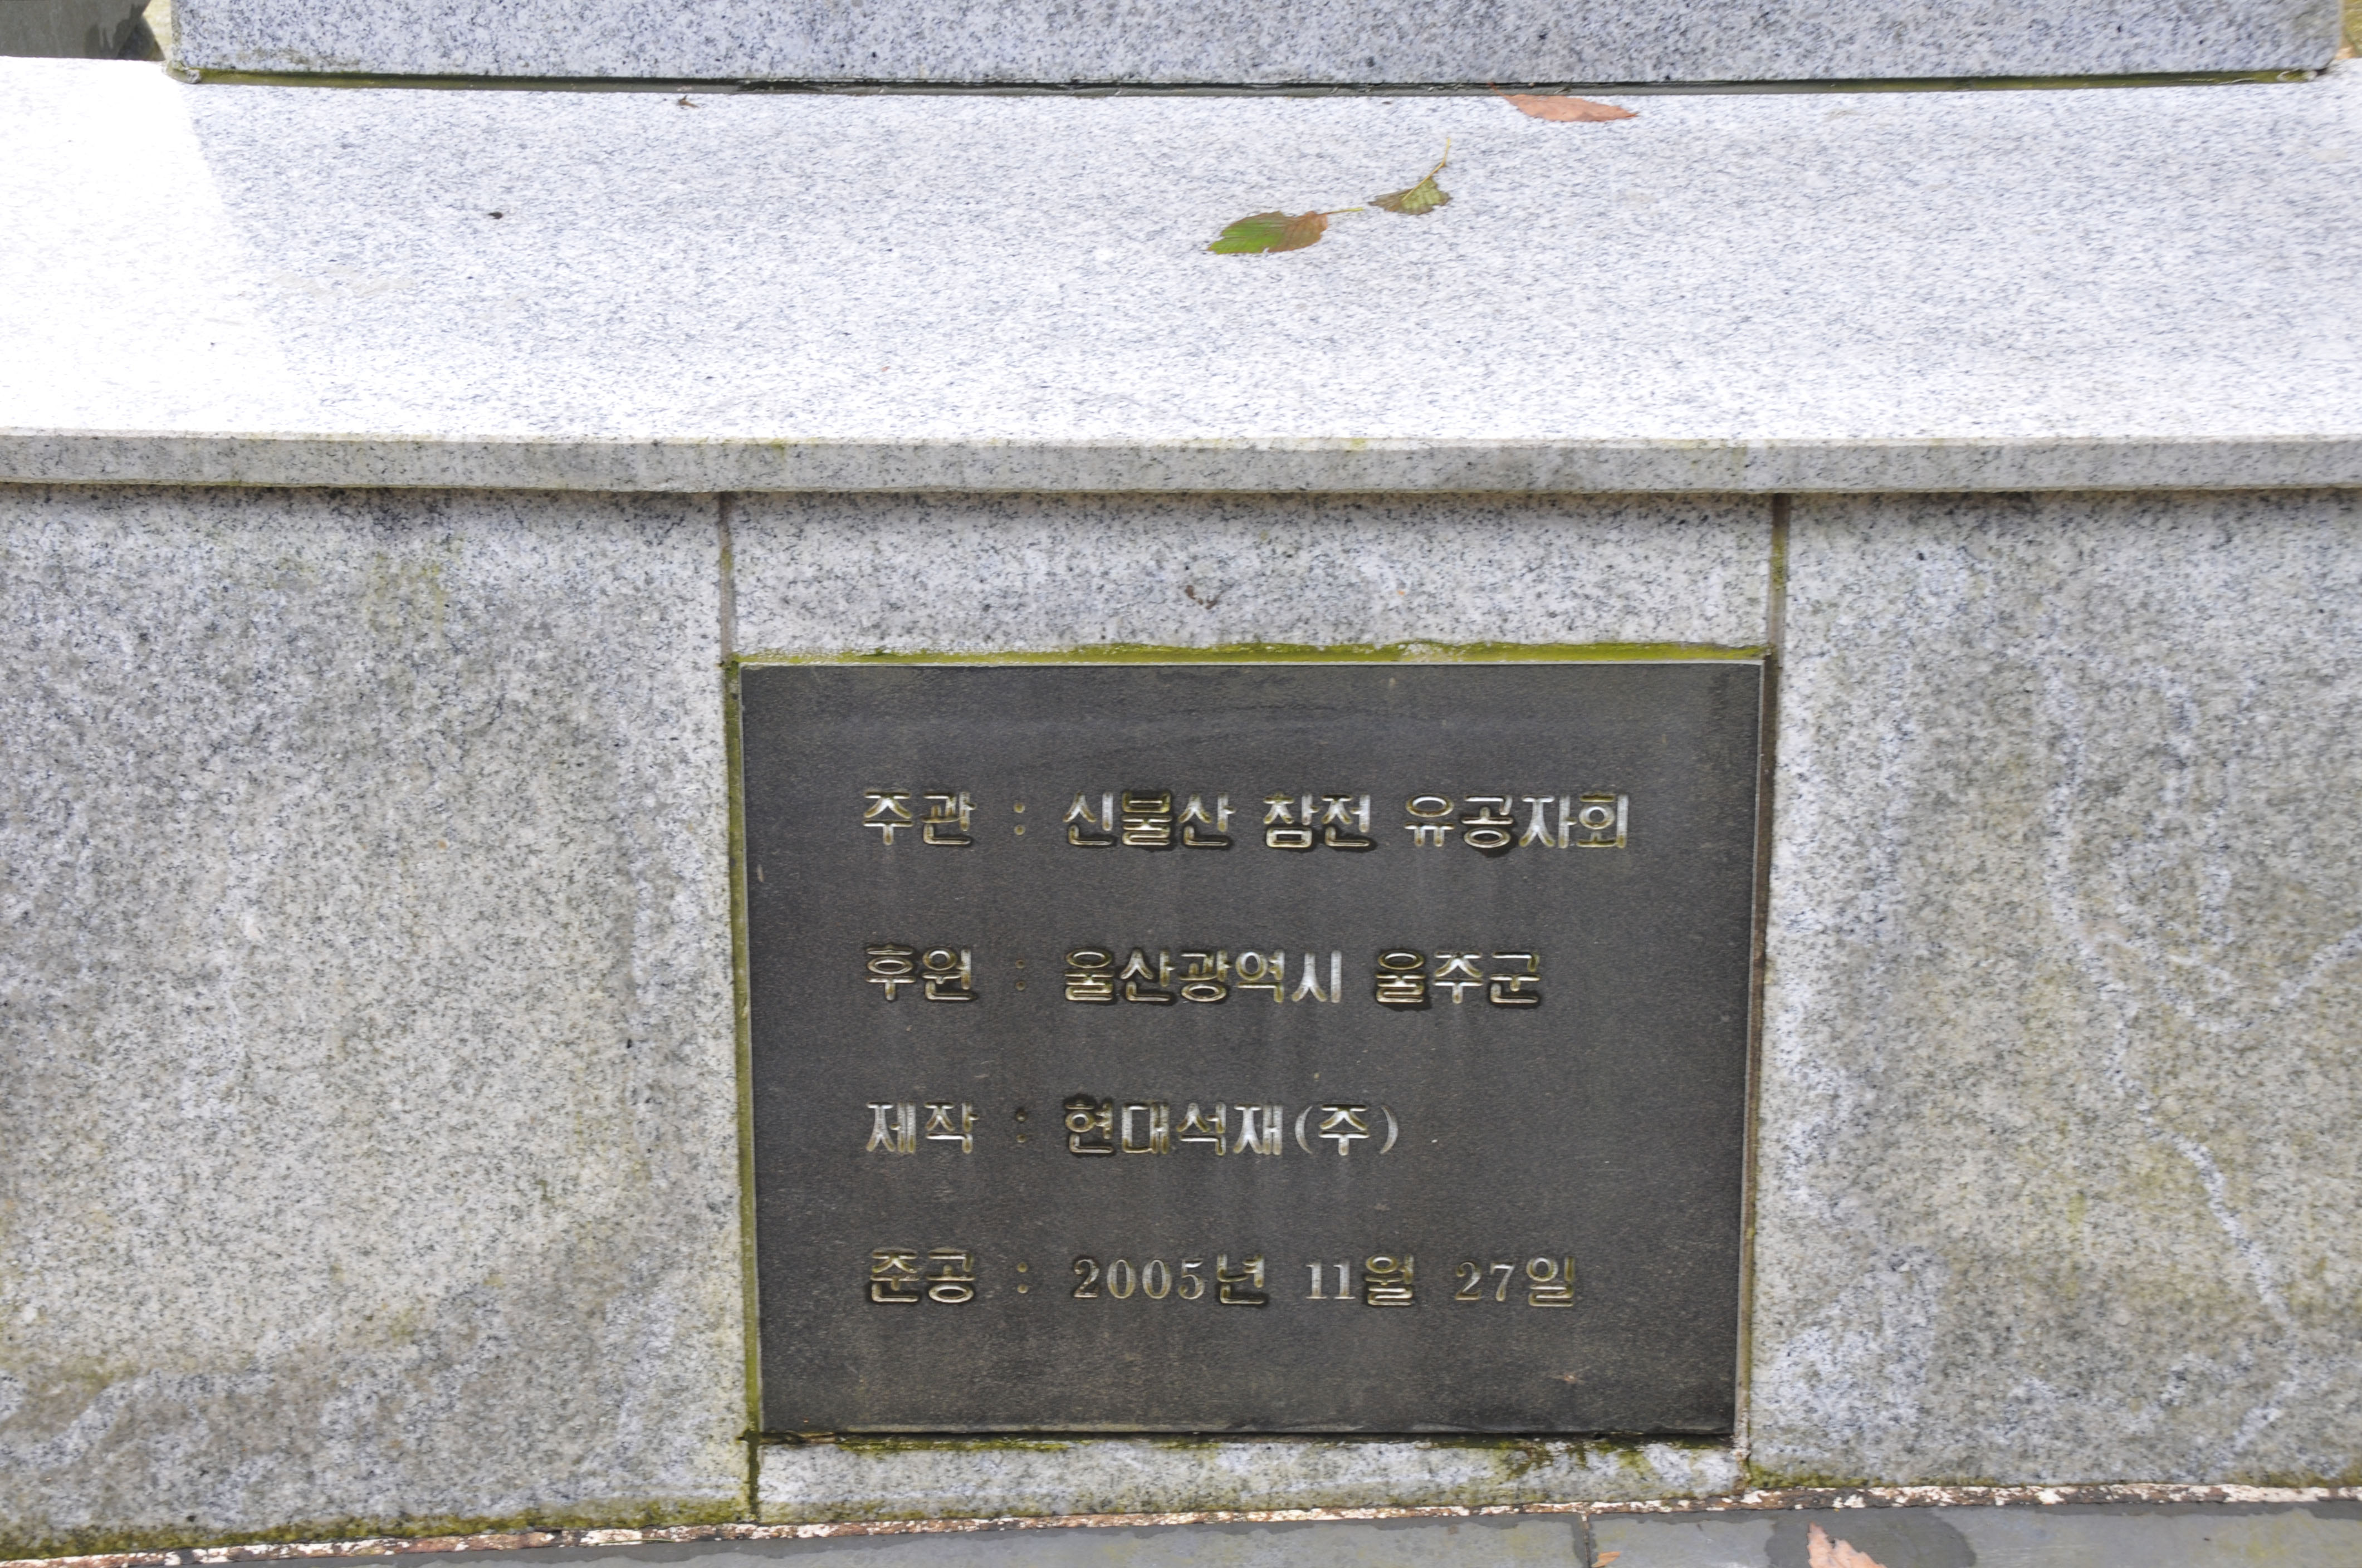 주관 : 신불산 참전 유공자회
후원 : 울산광역시 울주군
제작 : 현대석재(주)
준공 : 2005년 11월 27일